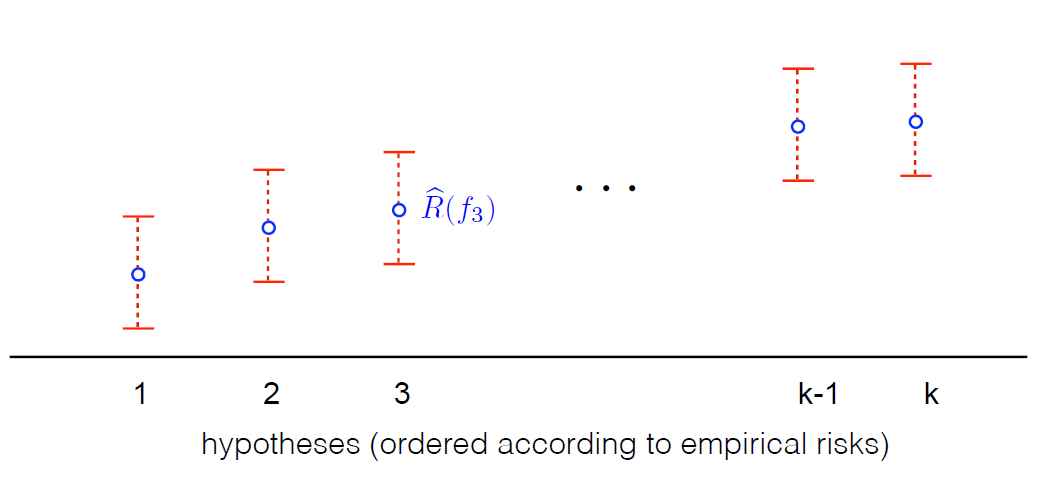 R̂(f₃)
. . .
1 2 3 k-1 k
hypotheses (ordered according to empirical risks)